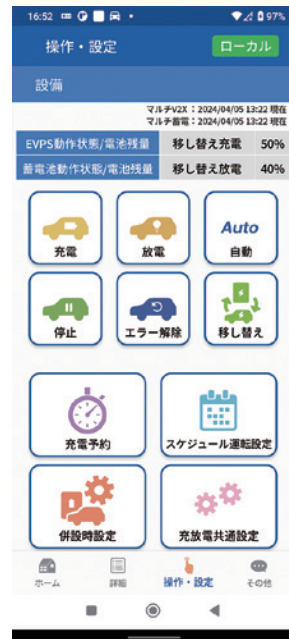 16:52 97%
操作・設定 ローカル
設備
マルチV2X：2024/04/05 13:22 現在
マルチ蓄電：2024/04/05 13:22 現在
EVPS動作状態/電池残量 移し替え充電 50%
蓄電池動作状態/電池残量 移し替え放電 40%
充電 放電 Auto 自動
停止 エラー解除 移し替え
充電予約 スケジュール運転設定
併設時設定 充放電共通設定
ホーム 詳細 操作・設定 その他